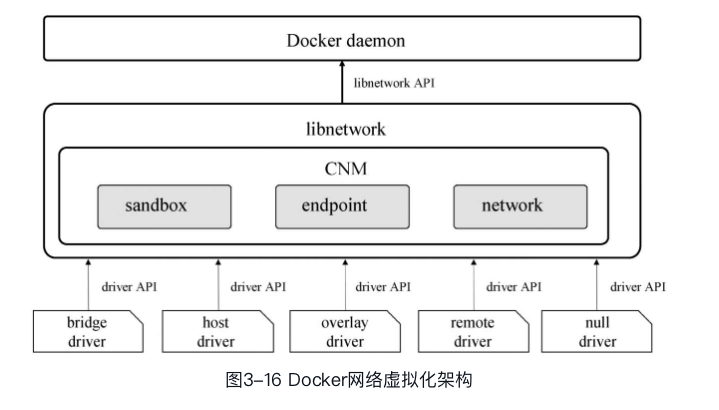 Docker daemon
libnetwork API
libnetwork
CNM
sandbox endpoint network
driver API driver API driver API driver API driver API
bridge host overlay remote null
driver driver driver driver driver
图3-16 Docker网络虚拟化架构